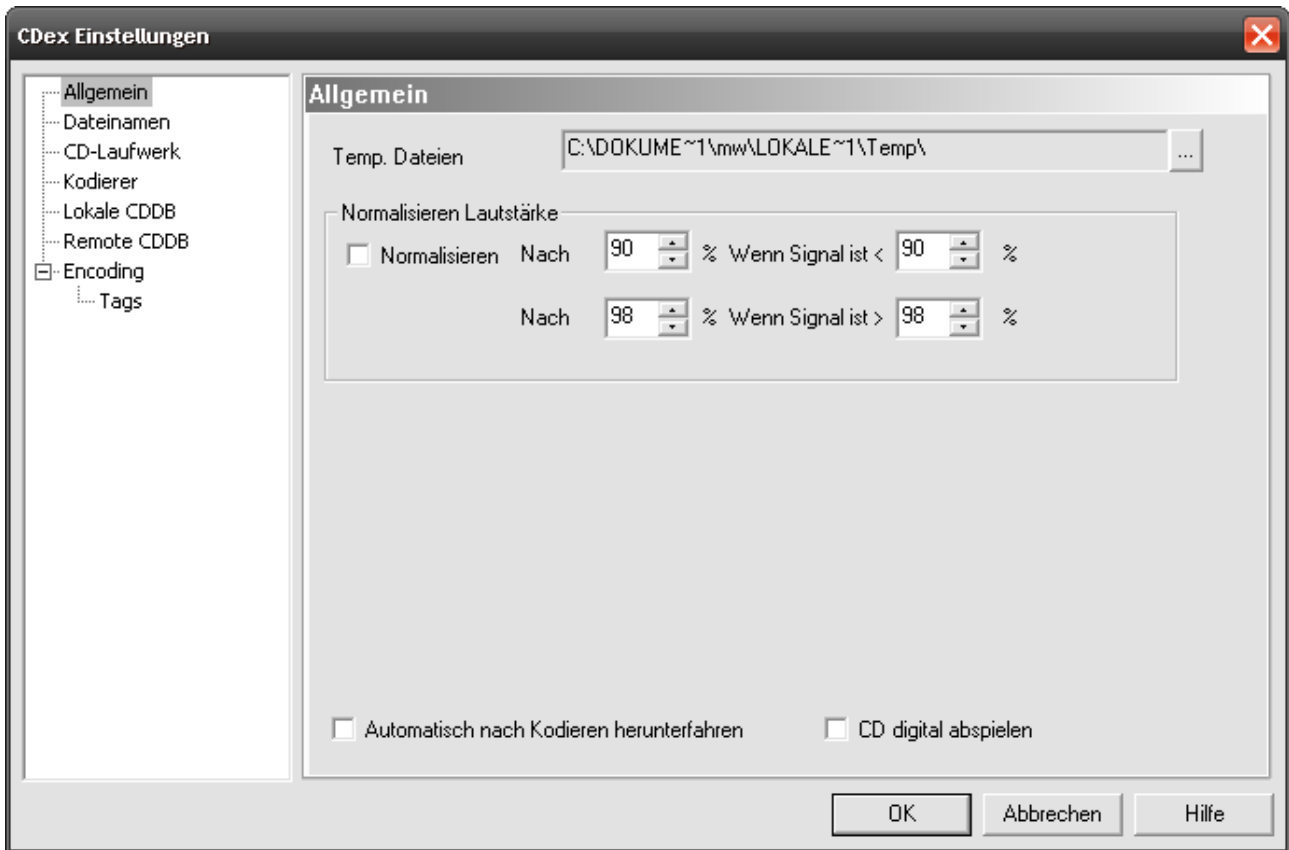 CDex Einstellungen
Allgemein
Dateinamen
CD-Laufwerk
Kodierer
Lokale CDDB
Remote CDDB
Encoding
Tags
Allgemein
Temp. Dateien C:\DOKUME~1\mw\LOKALE~1\Temp\ ...
Normalisieren Lautstärke
Normalisieren Nach 90 % Wenn Signal ist < 90 %
Nach 98 % Wenn Signal ist > 98 %
Automatisch nach Kodieren herunterfahren CD digital abspielen
OK Abbrechen Hilfe